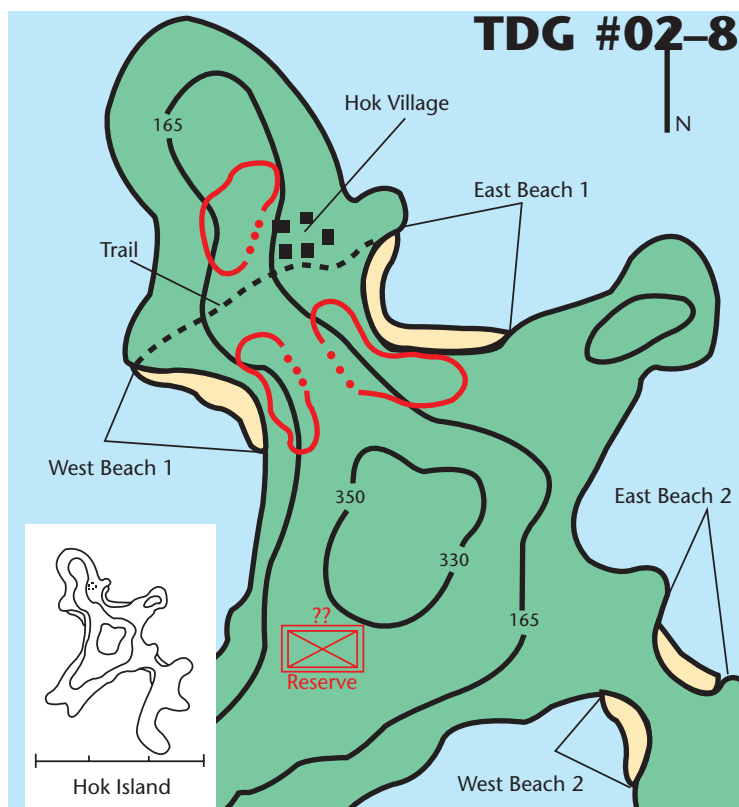 TDG #02–8
N
165
Hok Village
East Beach 1
Trail
West Beach 1
350
330
165
East Beach 2
??
Reserve
West Beach 2
Hok Island